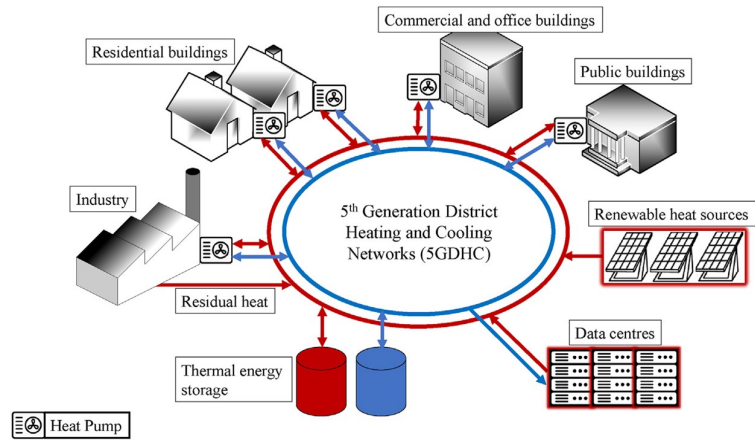 Commercial and office buildings
Residential buildings
Public buildings
Industry
5th Generation District
Heating and Cooling
Networks (5GDHC)
Renewable heat sources
Residual heat
Data centres
Thermal energy
storage
Heat Pump